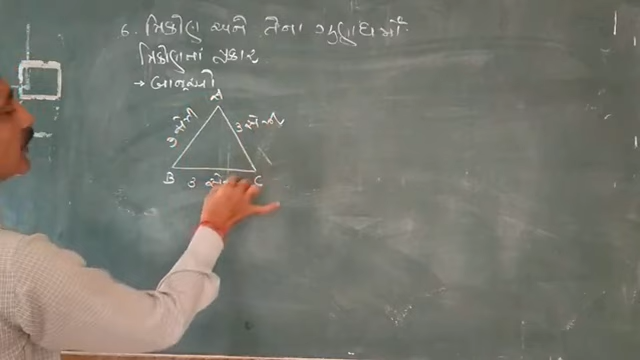 6. ત્રિકોણ અને તેના ગુણધર્મો
ત્રિકોણનાં પ્રકાર
→ બાજુઓ
A
3 સેમી
3 સેમી
B
3 સેમી
C